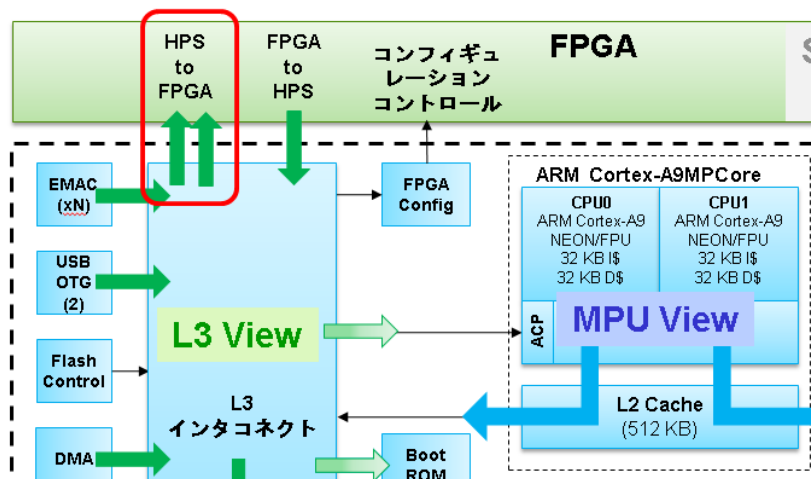 HPS
to
FPGA
FPGA
to
HPS
コンフィギュ
レーション
コントロール
FPGA
S
EMAC
(xN)
FPGA
Config
ARM Cortex-A9MPCore
CPU0
ARM Cortex-A9
NEON/FPU
32 KB I$
32 KB D$
CPU1
ARM Cortex-A9
NEON/FPU
32 KB I$
32 KB D$
USB
OTG
(2)
L3 View
ACP
MPU View
Flash
Control
L3
インタコネクト
L2 Cache
(512 KB)
DMA
Boot
ROM